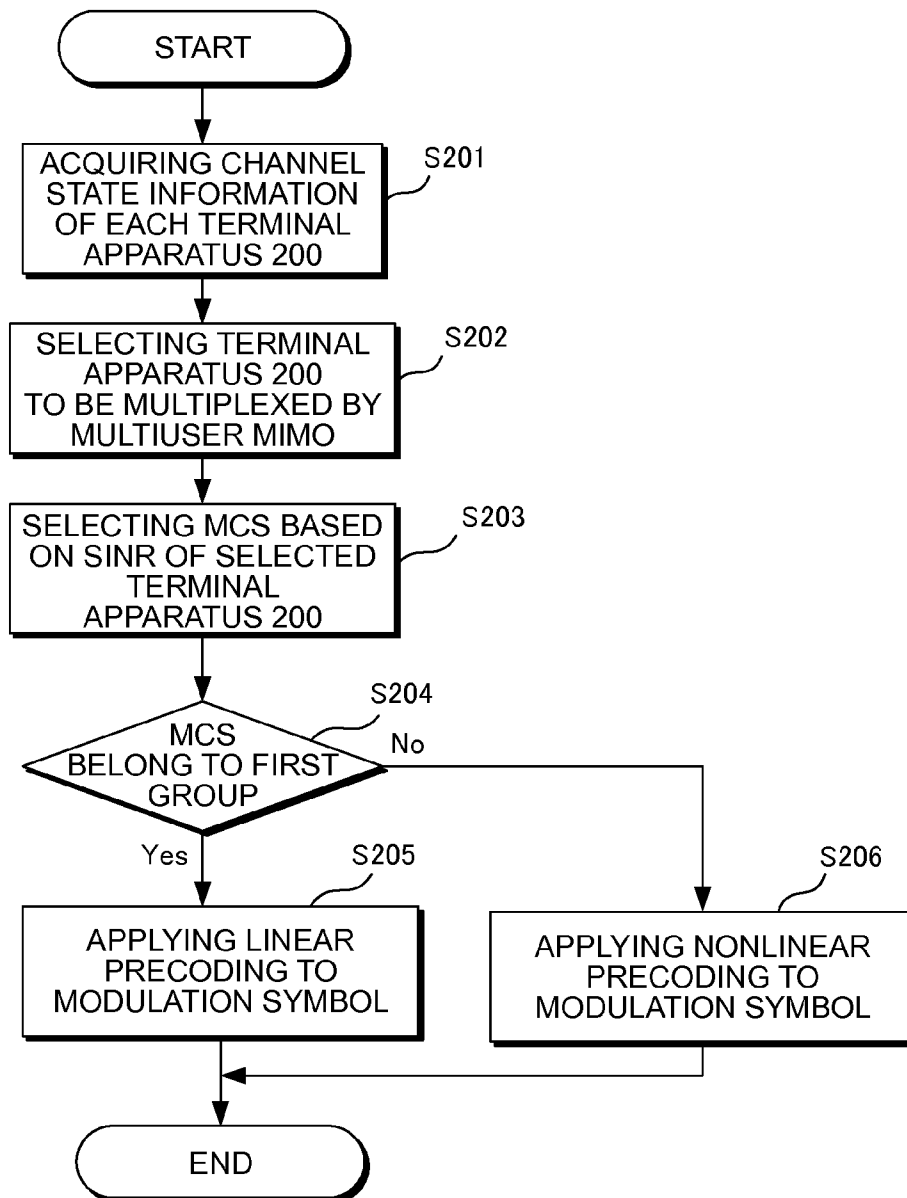 START
ACQUIRING CHANNEL
STATE INFORMATION
OF EACH TERMINAL
APPARATUS 200
S201
SELECTING TERMINAL
APPARATUS 200
TO BE MULTIPLEXED BY
MULTIUSER MIMO
S202
SELECTING MCS BASED
ON SINR OF SELECTED
TERMINAL
APPARATUS 200
S203
MCS
BELONG TO FIRST
GROUP
S204
No
Yes
APPLYING LINEAR
PRECODING TO
MODULATION SYMBOL
S205
APPLYING NONLINEAR
PRECODING TO
MODULATION SYMBOL
S206
END